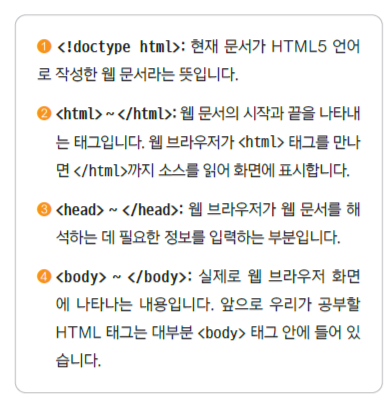 ❶ <!doctype html>: 현재 문서가 HTML5 언어
로 작성한 웹 문서라는 뜻입니다.
❷ <html> ~ </html>: 웹 문서의 시작과 끝을 나타내
는 태그입니다. 웹 브라우저가 <html> 태그를 만나
면 </html>까지 소스를 읽어 화면에 표시합니다.
❸ <head> ~ </head>: 웹 브라우저가 웹 문서를 해
석하는 데 필요한 정보를 입력하는 부분입니다.
❹ <body> ~ </body>: 실제로 웹 브라우저 화면
에 나타나는 내용입니다. 앞으로 우리가 공부할
HTML 태그는 대부분 <body> 태그 안에 들어 있
습니다.